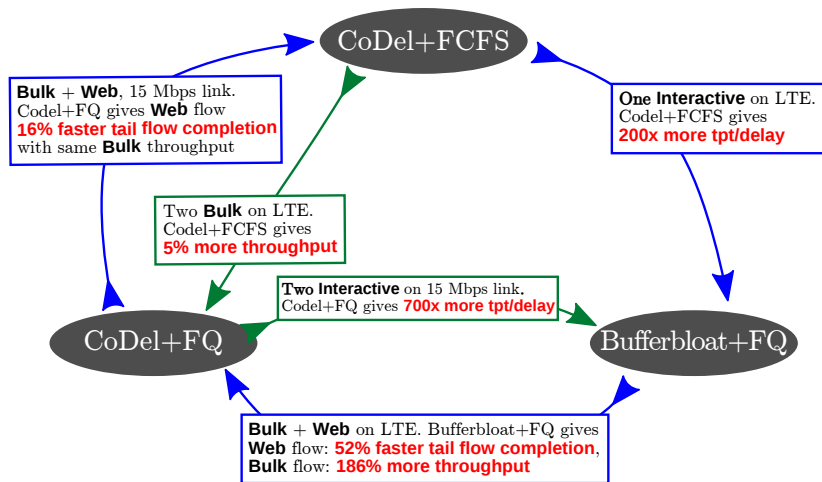 CoDel+FCFS
Bulk + Web, 15 Mbps link.
Codel+FQ gives Web flow
16% faster tail flow completion
with same Bulk throughput
One Interactive on LTE.
Codel+FCFS gives
200x more tpt/delay
Two Bulk on LTE.
Codel+FCFS gives
5% more throughput
Two Interactive on 15 Mbps link.
Codel+FQ gives 700x more tpt/delay
CoDel+FQ
Bufferbloat+FQ
Bulk + Web on LTE. Bufferbloat+FQ gives
Web flow: 52% faster tail flow completion,
Bulk flow: 186% more throughput